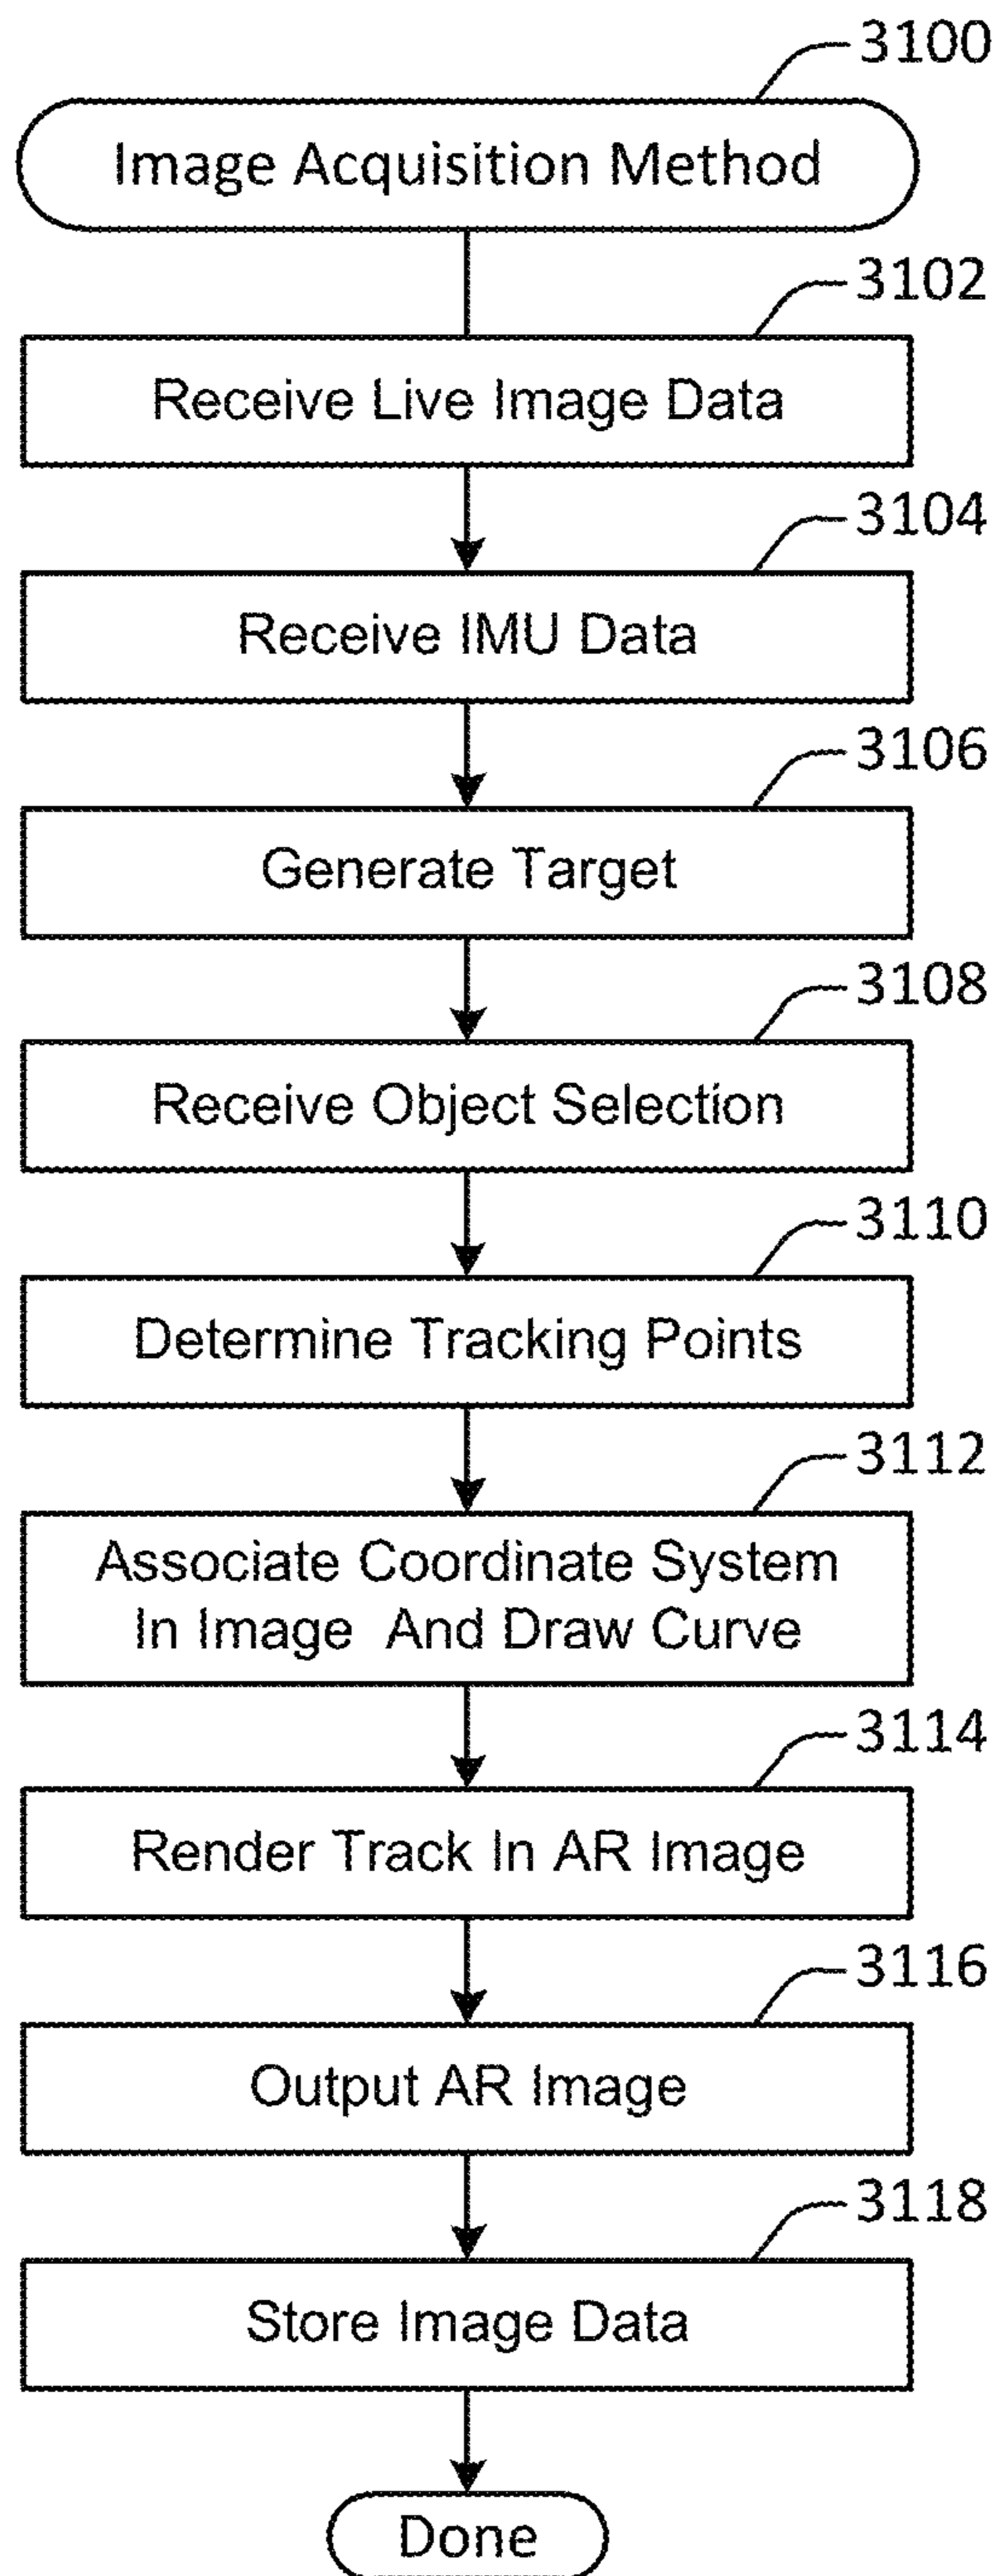 3100
Image Acquisition Method
3102
Receive Live Image Data
3104
Receive IMU Data
3106
Generate Target
3108
Receive Object Selection
3110
Determine Tracking Points
3112
Associate Coordinate System
In Image And Draw Curve
3114
Render Track In AR Image
3116
Output AR Image
3118
Store Image Data
Done